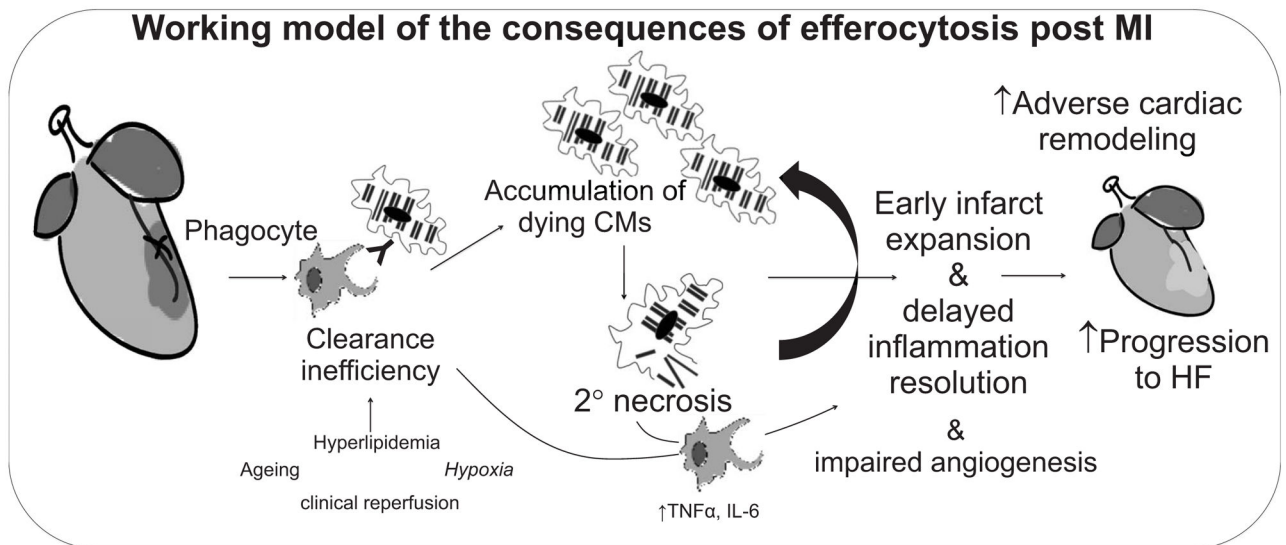 Working model of the consequences of efferocytosis post MI
Phagocyte
Clearance
inefficiency
Hyperlipidemia
Ageing
Hypoxia
clinical reperfusion
Accumulation of
dying CMs
2° necrosis
↑TNFα, IL-6
Early infarct
expansion
&
delayed
inflammation
resolution
&
impaired angiogenesis
↑Adverse cardiac
remodeling
↑Progression
to HF